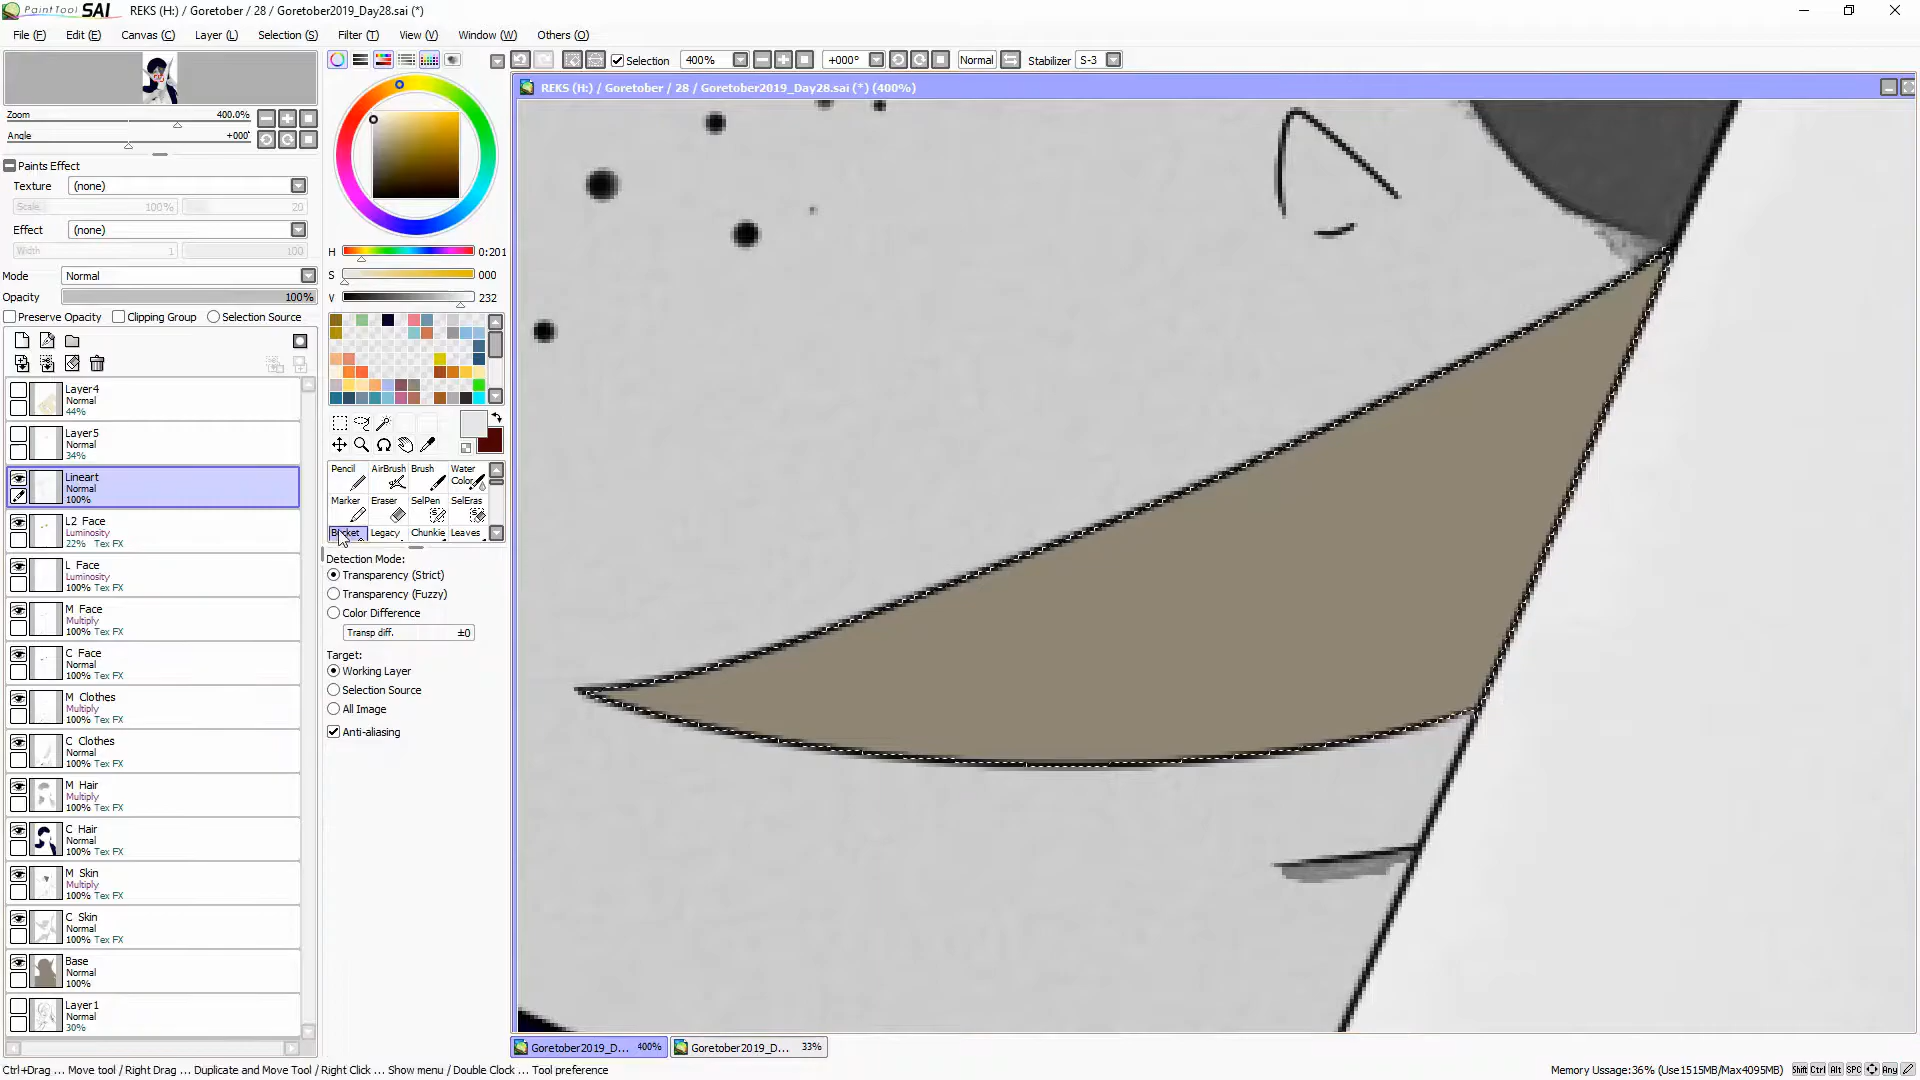 PaintTool SAI REKS (H:) / Goretober / 28 / Goretober2019_Day28.sai (*)
File (F) Edit (E) Canvas (C) Layer (L) Selection (S) Filter (T) View (V) Window (W) Others (O)
Selection 400% +000° Normal Stabilizer S-3
REKS (H:) / Goretober / 28 / Goretober2019_Day28.sai (*) (400%)
Zoom 400.0%
Angle +000°
Paints Effect
Texture (none)
Scale 100% 20
Effect (none)
Width 1 100
Mode Normal
Opacity 100%
Preserve Opacity Clipping Group Selection Source
H 0:201
S 000
V 232
Layer4
Normal
44%
Layer5
Normal
34%
Lineart
Normal
100%
L2 Face
Luminosity
22% Tex FX
L Face
Luminosity
100% Tex FX
M Face
Multiply
100% Tex FX
C Face
Normal
100% Tex FX
M Clothes
Multiply
100% Tex FX
C Clothes
Normal
100% Tex FX
M Hair
Multiply
100% Tex FX
C Hair
Normal
100% Tex FX
M Skin
Multiply
100% Tex FX
C Skin
Normal
100% Tex FX
Base
Normal
100%
Layer1
Normal
30%
Pencil AirBrush Brush Water Color
Marker Eraser SelPen SelEras
Bucket Legacy Chunkie Leaves
Detection Mode:
Transparency (Strict)
Transparency (Fuzzy)
Color Difference
Transp diff. ±0
Target:
Working Layer
Selection Source
All Image
Anti-aliasing
Goretober2019_D... 400% Goretober2019_D... 33%
Ctrl+Drag ... Move tool / Right Drag ... Duplicate and Move Tool / Right Click ... Show menu / Double Clock ... Tool preference
Memory Ussage:36% (Use1515MB/Max4095MB) Shift Ctrl Alt SPC Any